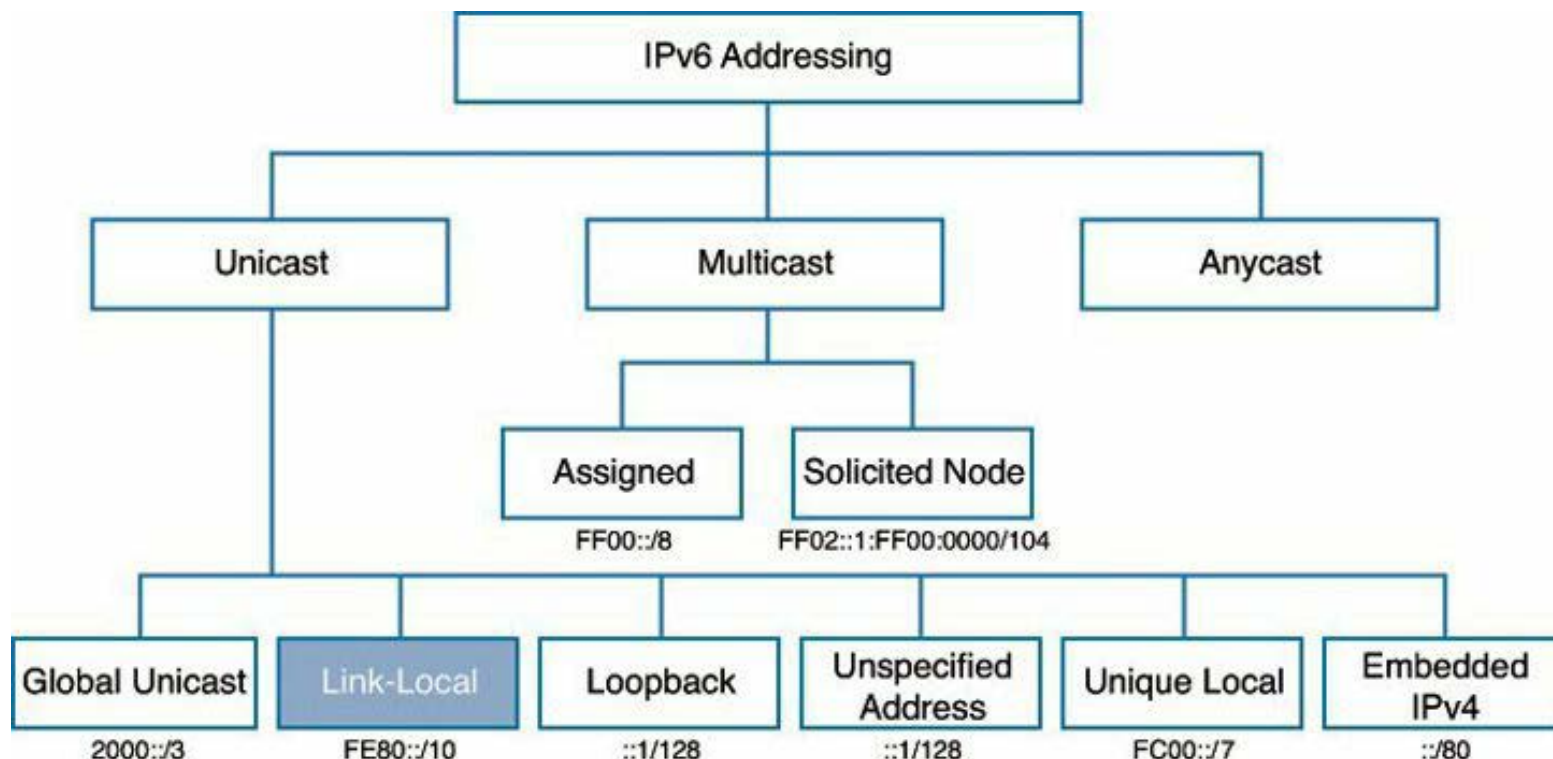 IPv6 Addressing
Unicast
Multicast
Anycast
Assigned
FF00::/8
Solicited Node
FF02::1:FF00:0000/104
Global Unicast
2000::/3
Link-Local
FE80::/10
Loopback
::1/128
Unspecified
Address
::1/128
Unique Local
FC00::/7
Embedded
IPv4
::/80